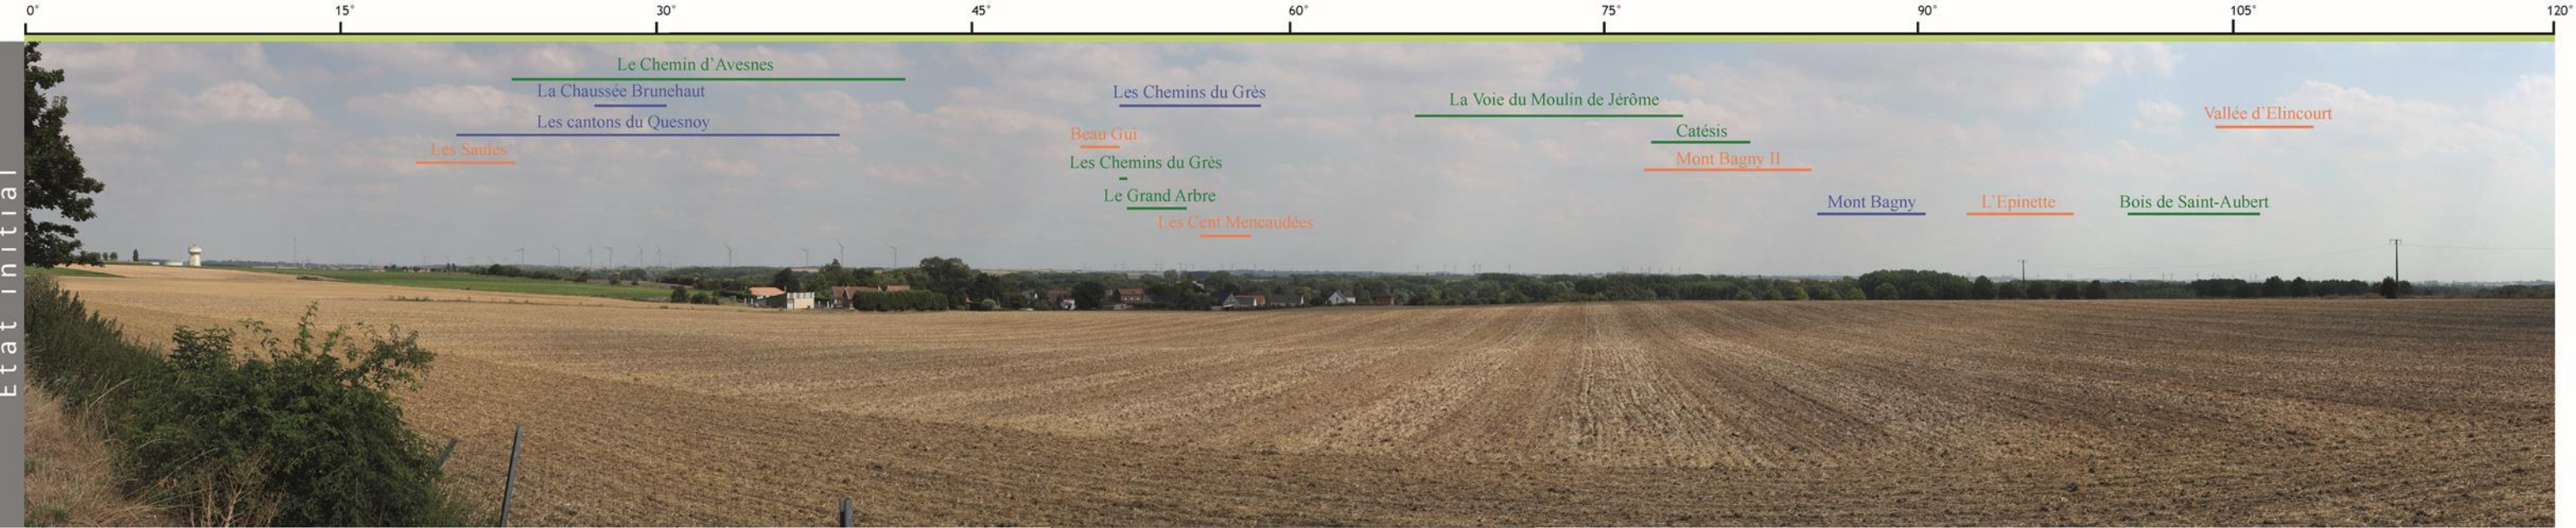 0° 15° 30° 45° 60° 75° 90° 105° 120°
Etat initial
Le Chemin d'Avesnes
La Chaussée Brunehaut
Les cantons du Quesnoy
Les Saules
Les Chemins du Grès
Beau Gui
Les Chemins du Grès
Le Grand Arbre
Les Cent Mencaudées
La Voie du Moulin de Jérôme
Catésis
Mont Bagny II
Mont Bagny
L'Epinette
Bois de Saint-Aubert
Vallée d'Elincourt